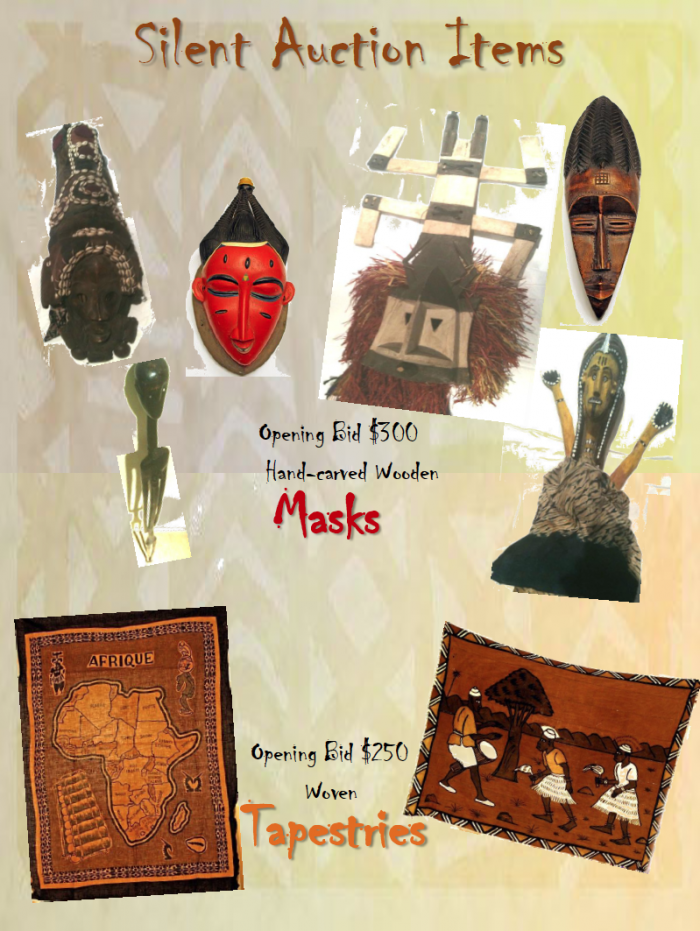 Silent Auction Items
Opening Bid $300
Hand-carved Wooden
Masks
AFRIQUE
Opening Bid $250
Woven
Tapestries